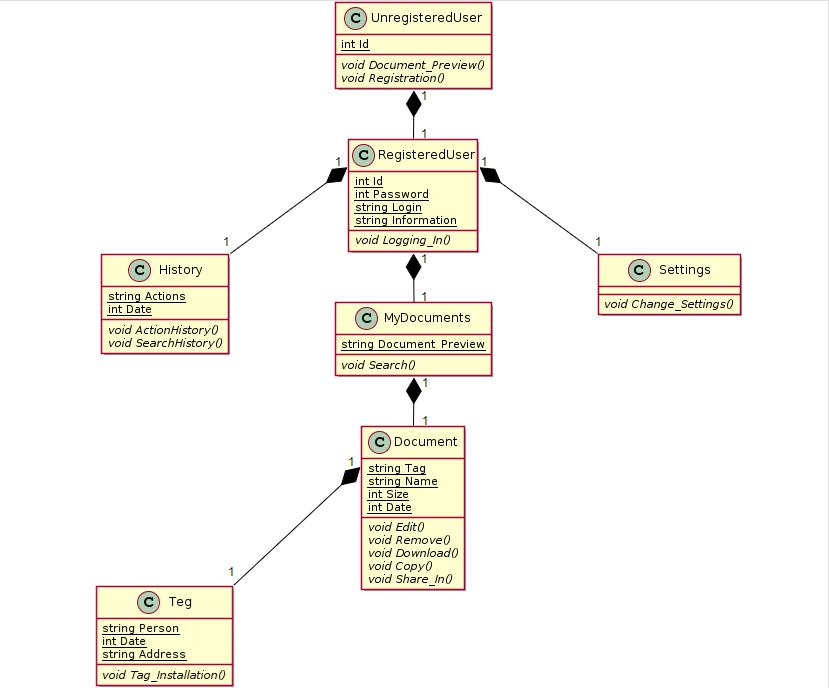 C UnregisteredUser
int Id
void Document_Preview()
void Registration()
1
1
C RegisteredUser
int Id
int Password
string Login
string Information
void Logging_In()
1
1
1
1
1
1
C History
string Actions
int Date
void ActionHistory()
void SearchHistory()
C Settings
void Change_Settings()
C MyDocuments
string Document_Preview
void Search()
1
1
C Document
string Tag
string Name
int Size
int Date
void Edit()
void Remove()
void Download()
void Copy()
void Share_In()
1
1
C Teg
string Person
int Date
string Address
void Tag_Installation()